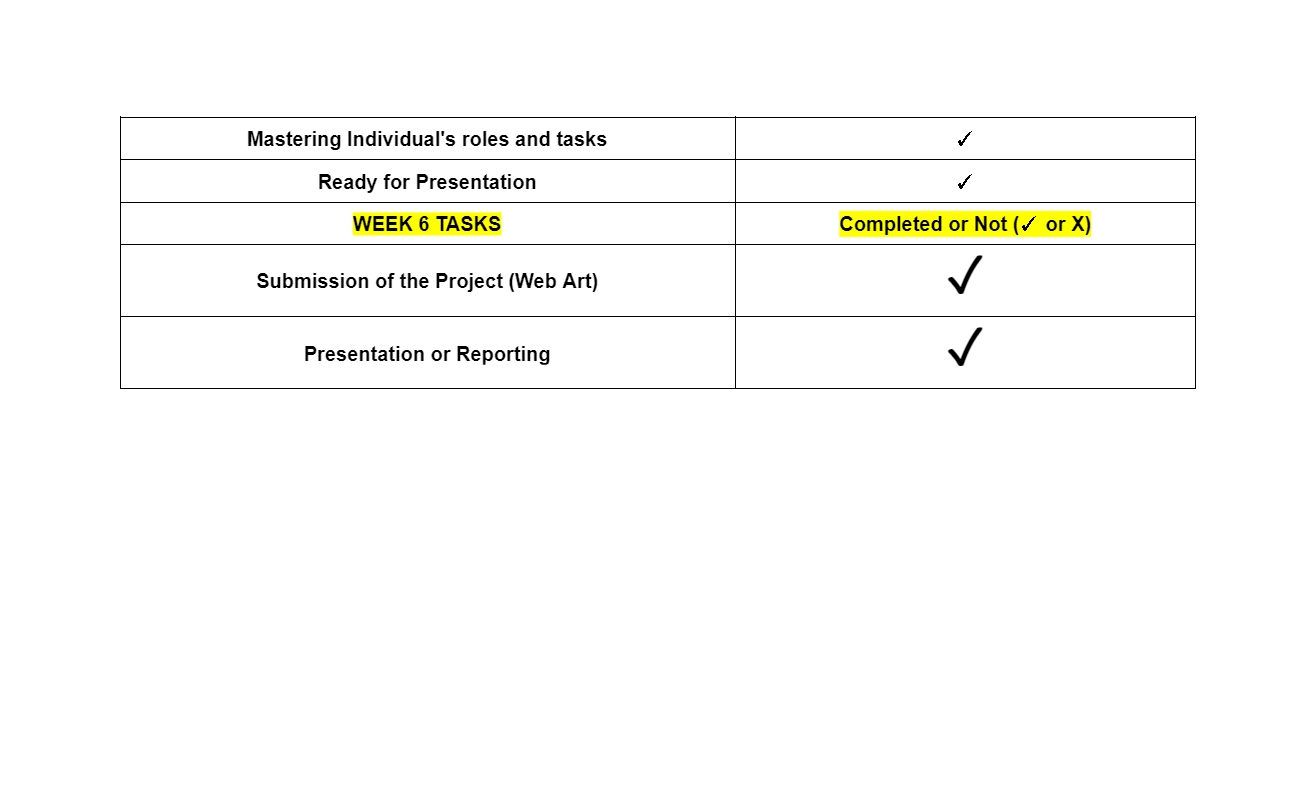 Mastering Individual's roles and tasks ✓
Ready for Presentation ✓
WEEK 6 TASKS Completed or Not (✓ or X)
Submission of the Project (Web Art) ✓
Presentation or Reporting ✓